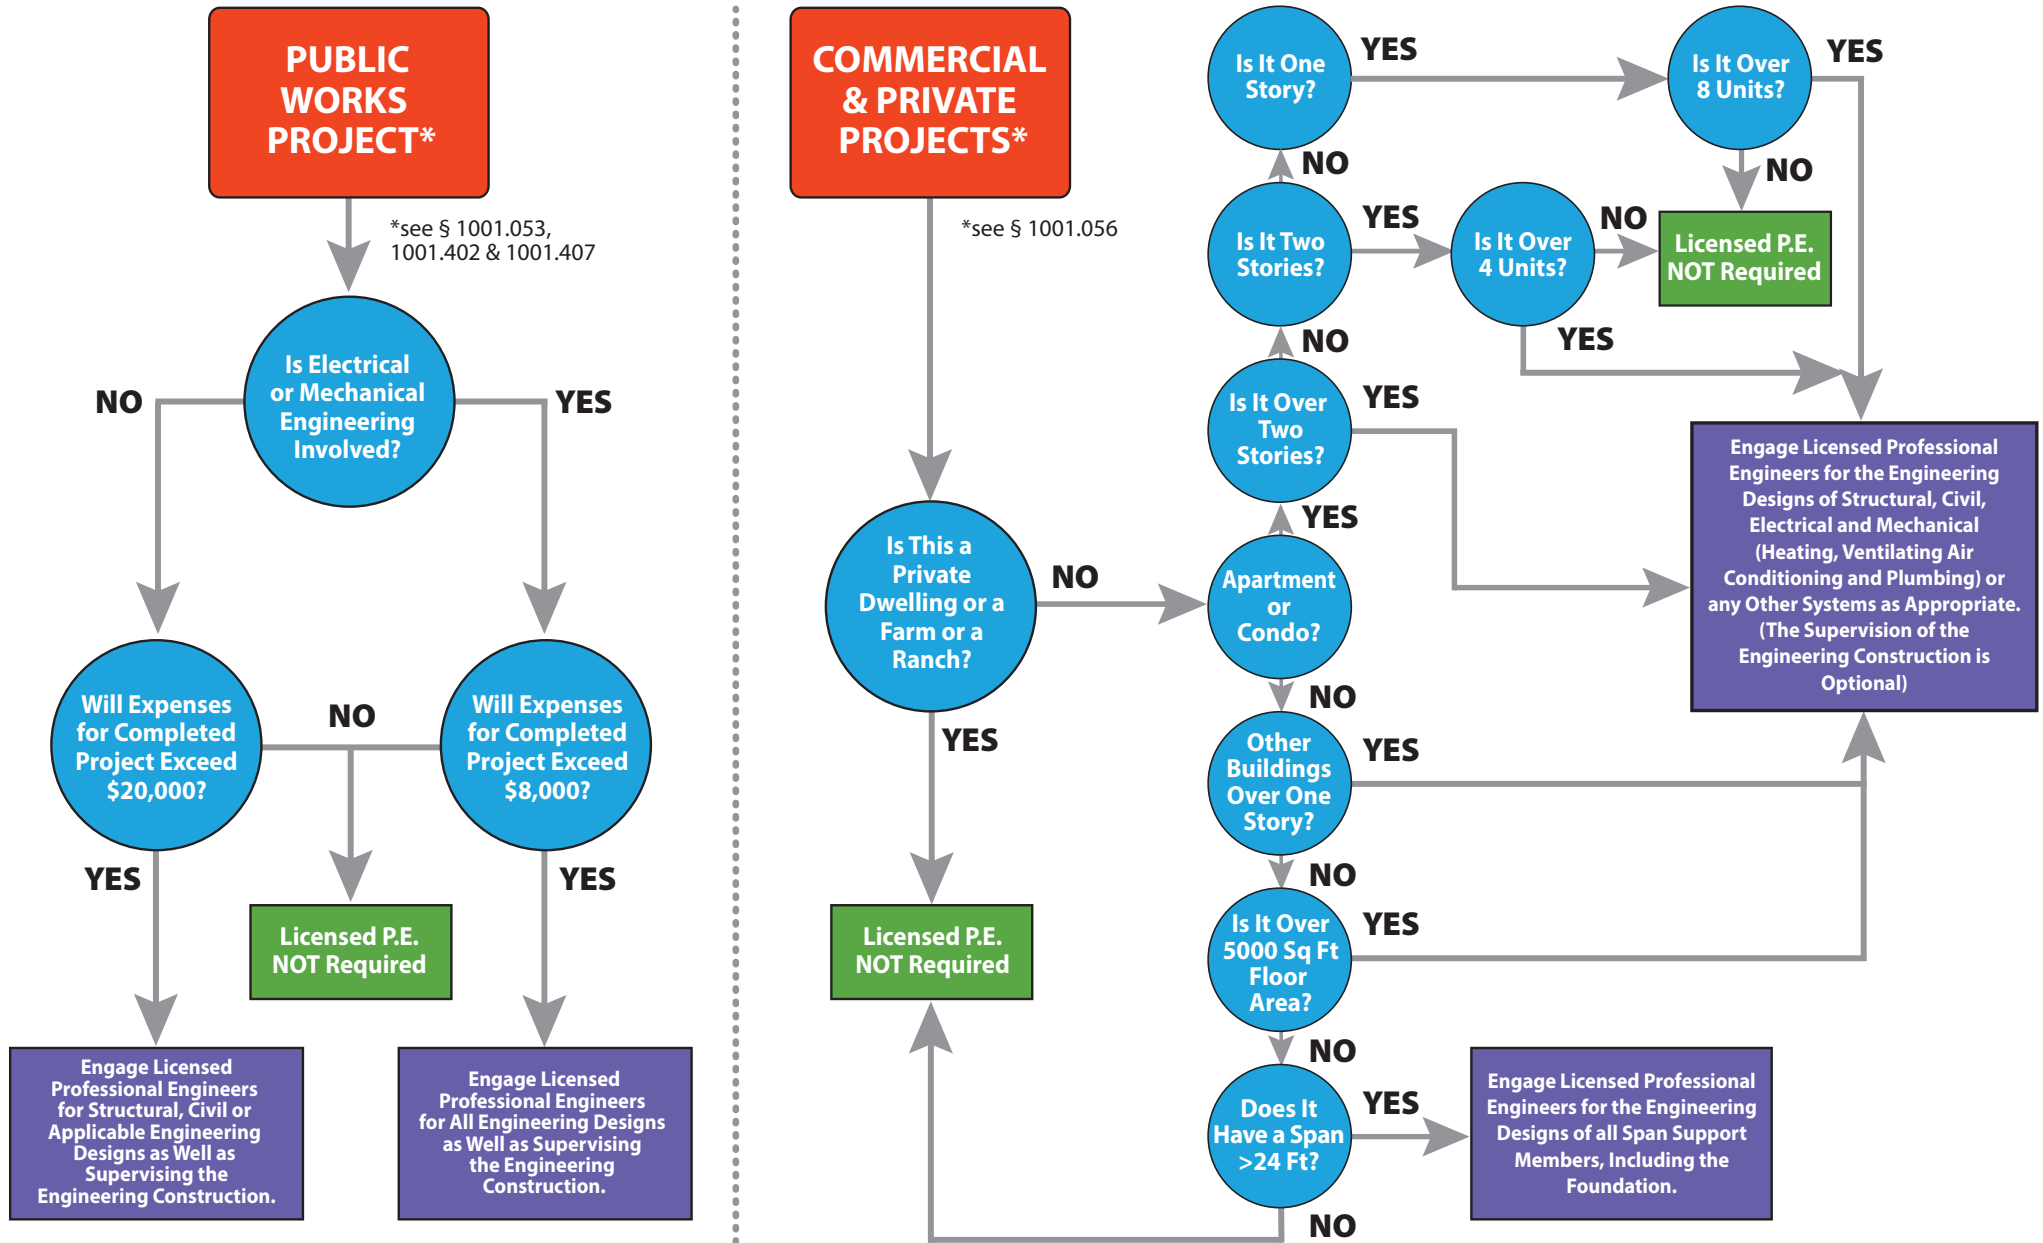 PUBLIC
WORKS
PROJECT*
*see § 1001.053,
1001.402 & 1001.407
Is Electrical
or Mechanical
Engineering
Involved?
NO
YES
Will Expenses
for Completed
Project Exceed
$20,000?
NO
Will Expenses
for Completed
Project Exceed
$8,000?
YES
YES
Licensed P.E.
NOT Required
Engage Licensed
Professional Engineers
for Structural, Civil or
Applicable Engineering
Designs as Well as
Supervising the
Engineering Construction.
Engage Licensed
Professional Engineers
for All Engineering Designs
as Well as Supervising
the Engineering
Construction.
COMMERCIAL
& PRIVATE
PROJECTS*
*see § 1001.056
Is This a
Private
Dwelling or a
Farm or a
Ranch?
NO
YES
Licensed P.E.
NOT Required
Is It One
Story?
YES
Is It Over
8 Units?
YES
NO
NO
Is It Two
Stories?
YES
Is It Over
4 Units?
NO
Licensed P.E.
NOT Required
YES
NO
Is It Over
Two
Stories?
YES
YES
Apartment
or
Condo?
NO
Engage Licensed Professional
Engineers for the Engineering
Designs of Structural, Civil,
Electrical and Mechanical
(Heating, Ventilating Air
Conditioning and Plumbing) or
any Other Systems as Appropriate.
(The Supervision of the
Engineering Construction is
Optional)
Other
Buildings
Over One
Story?
YES
NO
Is It Over
5000 Sq Ft
Floor
Area?
YES
NO
Does It
Have a Span
>24 Ft?
YES
NO
Engage Licensed Professional
Engineers for the Engineering
Designs of all Span Support
Members, Including the
Foundation.